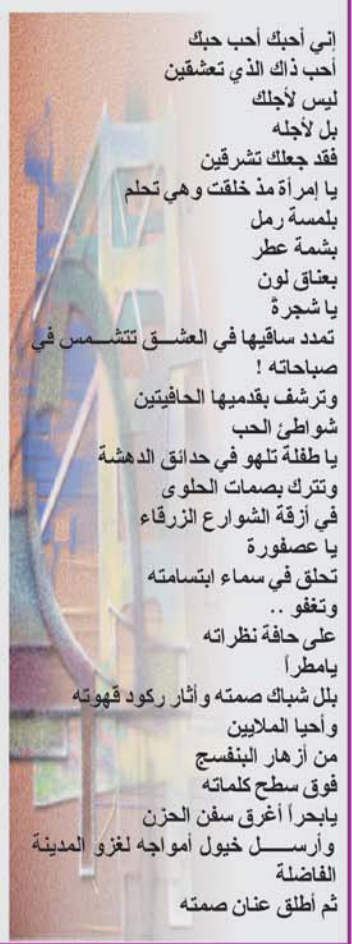 إني أحبك أحب حبك
أحب ذاك الذي تعشقين
ليس لأجلك
بل لأجله
فقد جعلك تشرقين
يا إمرأة مذ خلقت وهي تحلم
بلمسة رمل
بشمة عطر
بعناق لون
يا شجرةً
تمدد ساقيها في العشـــق تتشـــمس في
صباحاته !
وترشف بقدميها الحافيتين
شواطئ الحب
يا طفلة تلهو في حدائق الدهشة
وتترك بصمات الحلوى
في أزقة الشوارع الزرقاء
يا عصفورة
تحلق في سماء ابتسامته
وتغفو ..
على حافة نظراته
يامطراً
بلل شباك صمته وأثار ركود قهوته
وأحيا الملايين
من أزهار البنفسج
فوق سطح كلماته
يابحراً أغرق سفن الحزن
وأرســـــل خيول أمواجه لغزو المدينة
الفاضلة
ثم أطلق عنان صمته